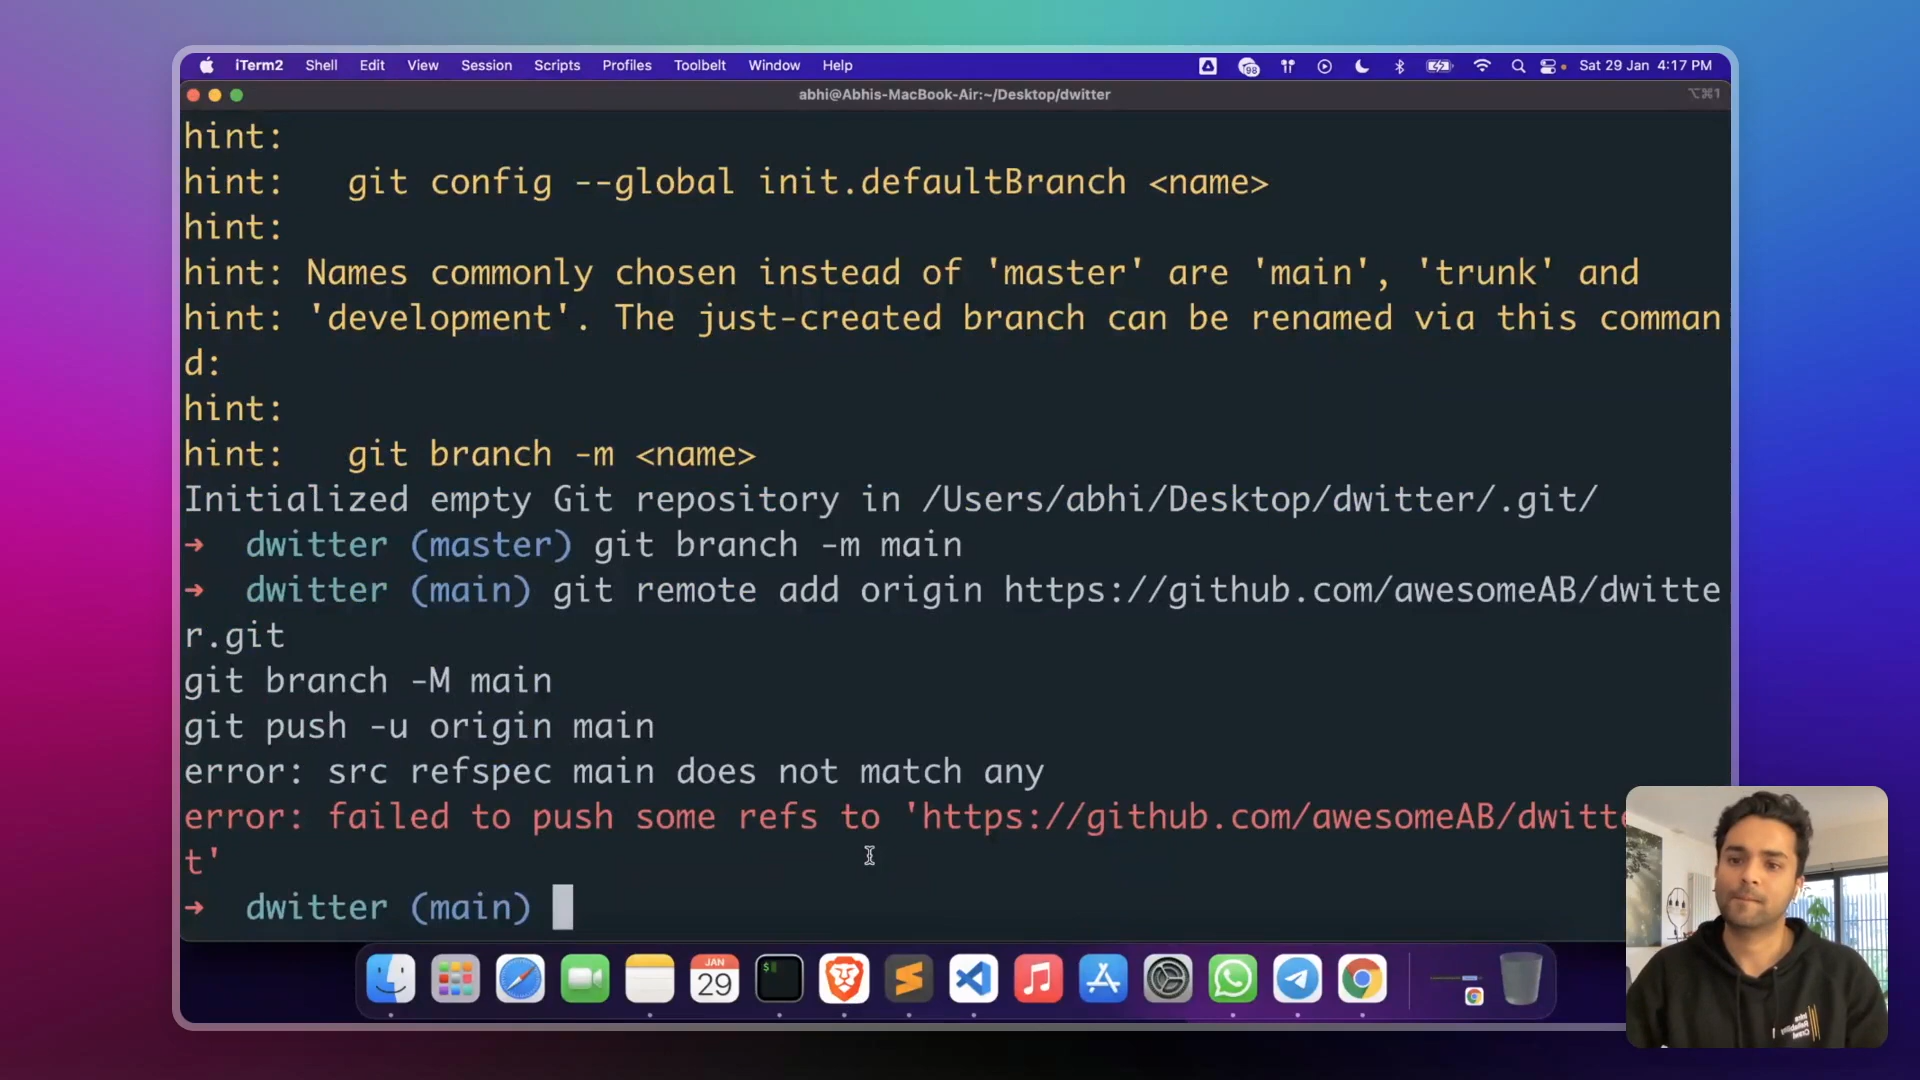 iTerm2 Shell Edit View Session Scripts Profiles Toolbelt Window Help 98 Sat 29 Jan 4:17 PM
abhi@Abhis-MacBook-Air:~/Desktop/dwitter ⌥⌘1
hint:
hint:   git config --global init.defaultBranch <name>
hint:
hint: Names commonly chosen instead of 'master' are 'main', 'trunk' and
hint: 'development'. The just-created branch can be renamed via this comman
d:
hint:
hint:   git branch -m <name>
Initialized empty Git repository in /Users/abhi/Desktop/dwitter/.git/
➜  dwitter (master) git branch -m main
➜  dwitter (main) git remote add origin https://github.com/awesomeAB/dwitte
r.git
git branch -M main
git push -u origin main
error: src refspec main does not match any
error: failed to push some refs to 'https://github.com/awesomeAB/dwitte
t'
➜  dwitter (main)
JAN
29
$